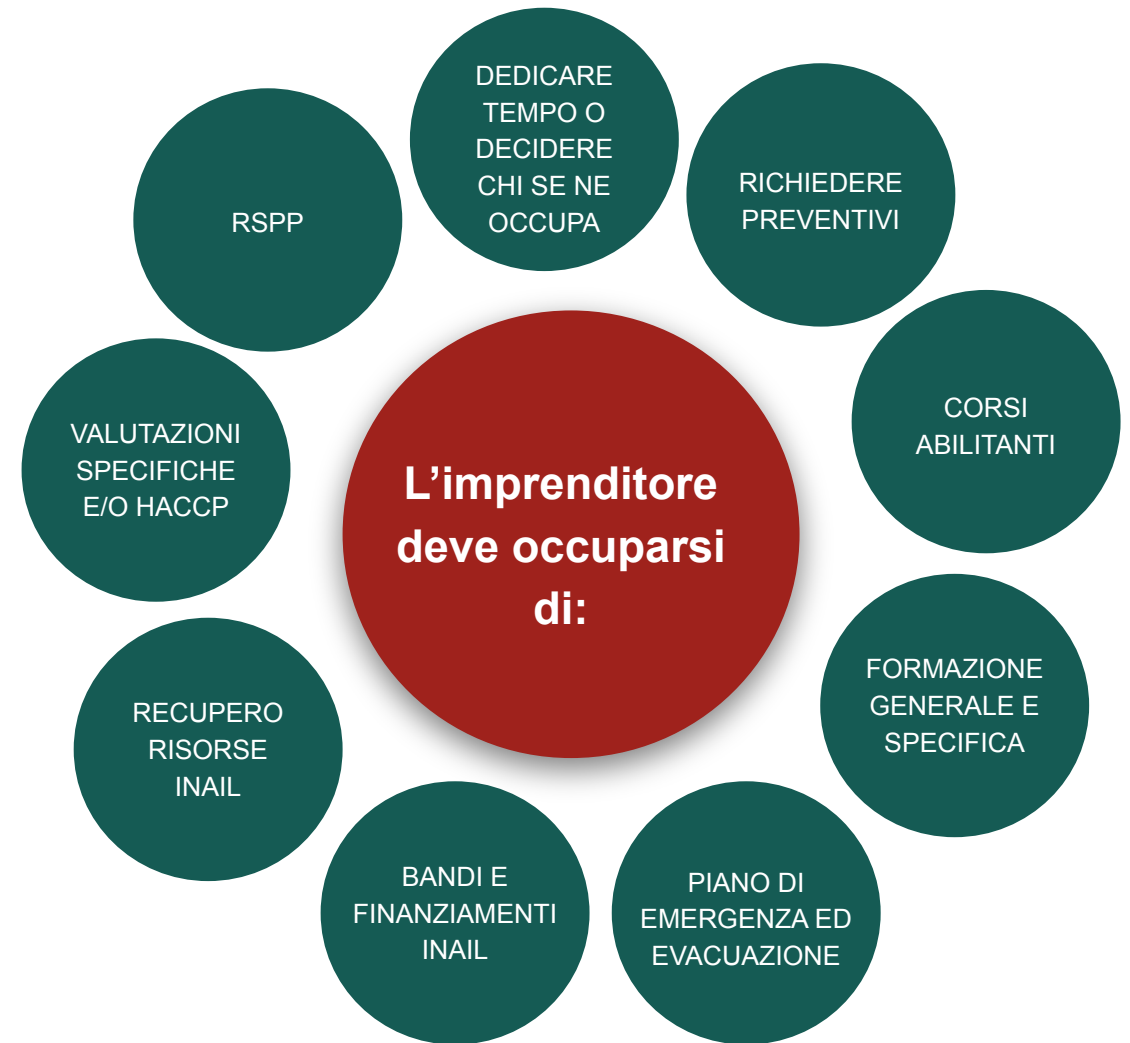 L’imprenditore
deve occuparsi
di:
DEDICARE
TEMPO O
DECIDERE
CHI SE NE
OCCUPA
RICHIEDERE
PREVENTIVI
CORSI
ABILITANTI
FORMAZIONE
GENERALE E
SPECIFICA
PIANO DI
EMERGENZA ED
EVACUAZIONE
BANDI E
FINANZIAMENTI
INAIL
RECUPERO
RISORSE
INAIL
VALUTAZIONI
SPECIFICHE
E/O HACCP
RSPP